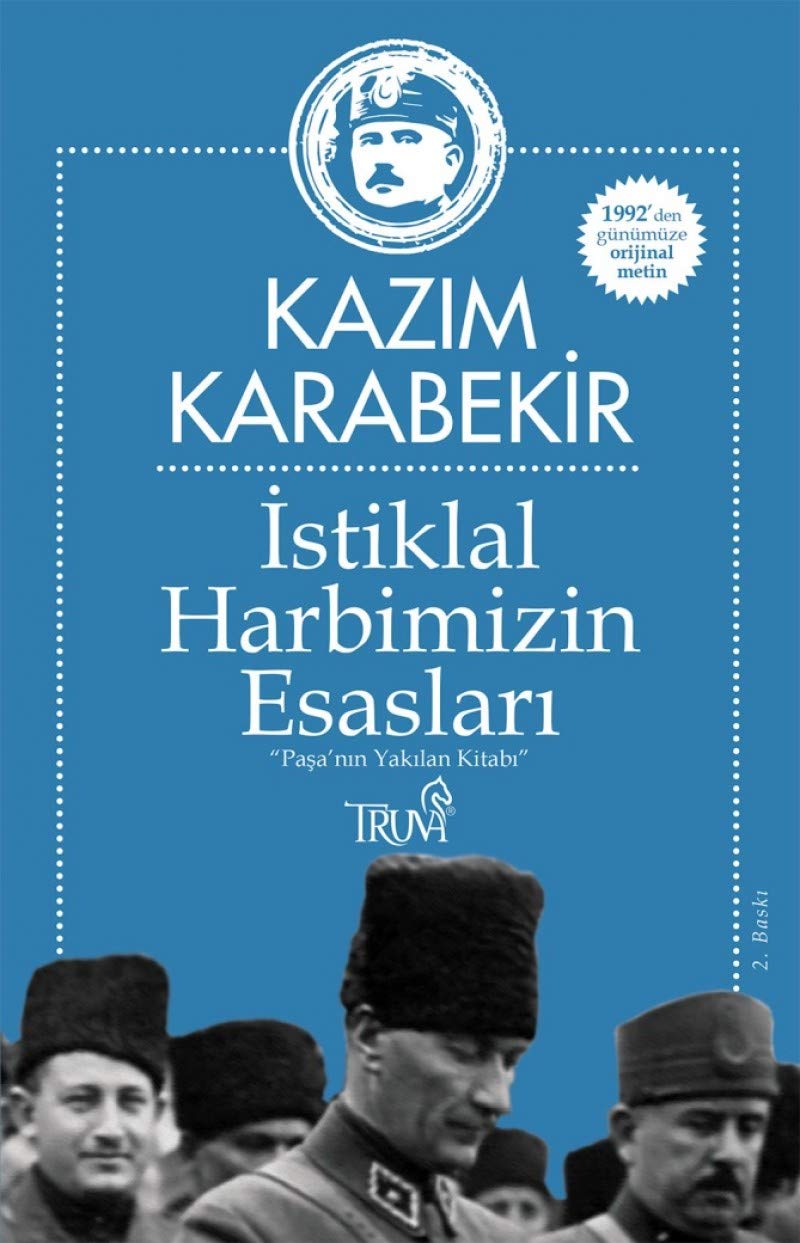 1992'den
günümüze
orijinal
metin
KAZIM
KARABEKİR
İstiklal
Harbimizin
Esasları
“Paşa’nın Yakılan Kitabı”
TRUVA®
2. Baskı